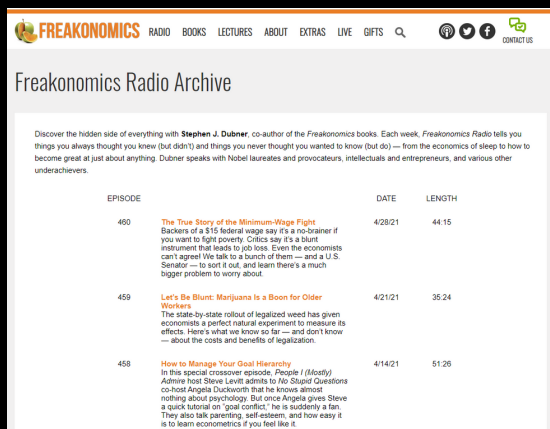 FREAKONOMICS RADIO BOOKS LECTURES ABOUT EXTRAS LIVE GIFTS CONTACT US
Freakonomics Radio Archive
Discover the hidden side of everything with Stephen J. Dubner, co-author of the Freakonomics books. Each week, Freakonomics Radio tells you
things you always thought you knew (but didn't) and things you never thought you wanted to know (but do) — from the economics of sleep to how to
become great at just about anything. Dubner speaks with Nobel laureates and provocateurs, intellectuals and entrepreneurs, and various other
underachievers.
EPISODE DATE LENGTH
460 The True Story of the Minimum-Wage Fight 4/28/21 44:15
Backers of a $15 federal wage say it's a no-brainer if
you want to fight poverty. Critics say it's a blunt
instrument that leads to job loss. Even the economists
can't agree! We talk to a bunch of them — and a U.S.
Senator — to sort it out, and learn there's a much
bigger problem to worry about.
459 Let's Be Blunt: Marijuana Is a Boon for Older 4/21/21 35:24
Workers
The state-by-state rollout of legalized weed has given
economists a perfect natural experiment to measure its
effects. Here's what we know so far — and don't know
— about the costs and benefits of legalization.
458 How to Manage Your Goal Hierarchy 4/14/21 51:26
In this special crossover episode, People I (Mostly)
Admire host Steve Levitt admits to No Stupid Questions
co-host Angela Duckworth that he knows almost
nothing about psychology. But once Angela gives Steve
a quick tutorial on "goal conflict," he is suddenly a fan.
They also talk parenting, self-esteem, and how easy it
is to learn econometrics if you feel like it.